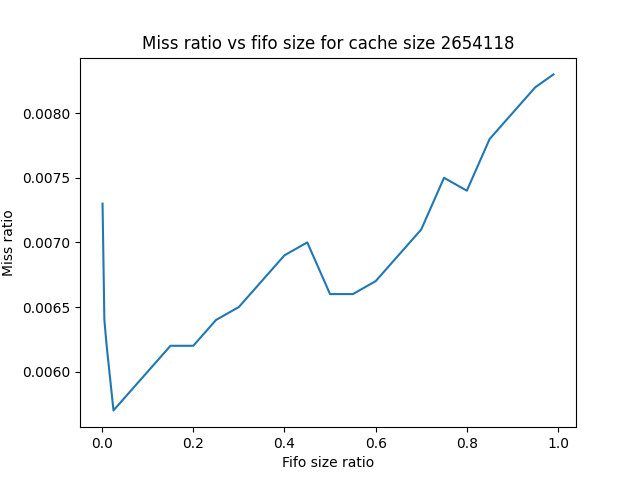 Miss ratio vs fifo size for cache size 2654118
Miss ratio
0.0080
0.0075
0.0070
0.0065
0.0060
0.0 0.2 0.4 0.6 0.8 1.0
Fifo size ratio